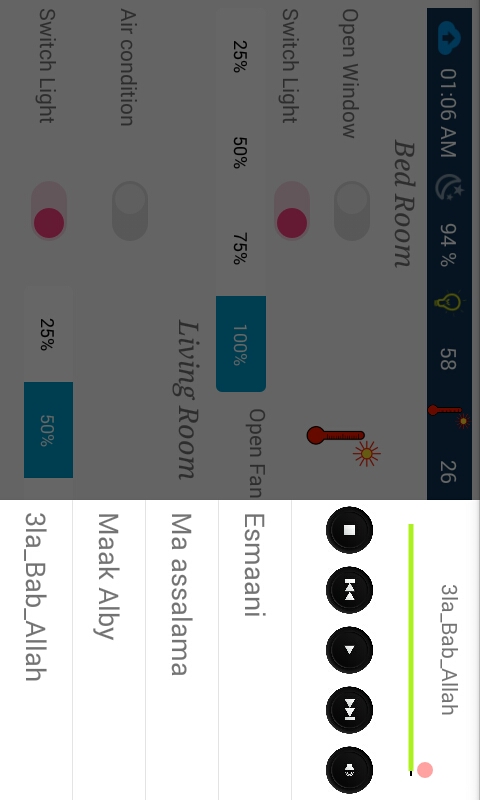 01:06 AM 94 % 58 26
Bed Room
Open Window
Switch Light
25% 50% 75% 100%
Open Fan
Living Room
Air condition
Switch Light
25% 50%
3la_Bab_Allah
Esmaani
Ma assalama
Maak Alby
3la_Bab_Allah